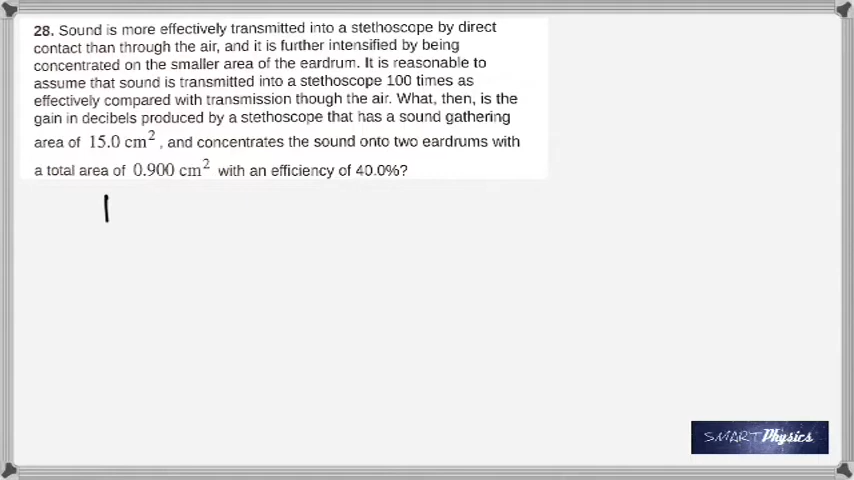 28. Sound is more effectively transmitted into a stethoscope by direct
contact than through the air, and it is further intensified by being
concentrated on the smaller area of the eardrum. It is reasonable to
assume that sound is transmitted into a stethoscope 100 times as
effectively compared with transmission though the air. What, then, is the
gain in decibels produced by a stethoscope that has a sound gathering
area of 15.0 cm², and concentrates the sound onto two eardrums with
a total area of 0.900 cm² with an efficiency of 40.0%?
I
SMART Physics